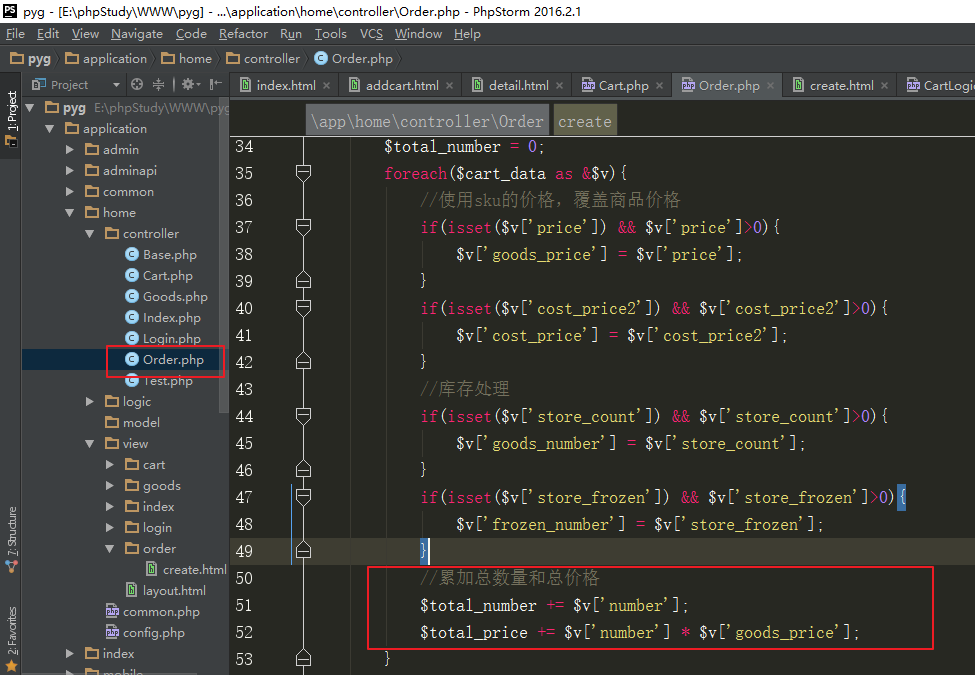 pyg - [E:\phpStudy\WWW\pyg] - ...\application\home\controller\Order.php - PhpStorm 2016.2.1
File Edit View Navigate Code Refactor Run Tools VCS Window Help
pyg application home controller Order.php
Project
index.html × addcart.html × detail.html × Cart.php × Order.php × create.html × CartLogi
1: Project
7: Structure
2: Favorites
pyg E:\phpStudy\WWW\pyg
application
admin
adminapi
common
home
controller
Base.php
Cart.php
Goods.php
Index.php
Login.php
Order.php
Test.php
logic
model
view
cart
goods
index
login
order
create.html
layout.html
common.php
config.php
index
mobile
\app\home\controller\Order create
34 $total_number = 0;
35 foreach($cart_data as &$v){
36 //使用sku的价格，覆盖商品价格
37 if(isset($v['price']) && $v['price']>0){
38 $v['goods_price'] = $v['price'];
39 }
40 if(isset($v['cost_price2']) && $v['cost_price2']>0){
41 $v['cost_price'] = $v['cost_price2'];
42 }
43 //库存处理
44 if(isset($v['store_count']) && $v['store_count']>0){
45 $v['goods_number'] = $v['store_count'];
46 }
47 if(isset($v['store_frozen']) && $v['store_frozen']>0){
48 $v['frozen_number'] = $v['store_frozen'];
49 }
50 //累加总数量和总价格
51 $total_number += $v['number'];
52 $total_price += $v['number'] * $v['goods_price'];
53 }